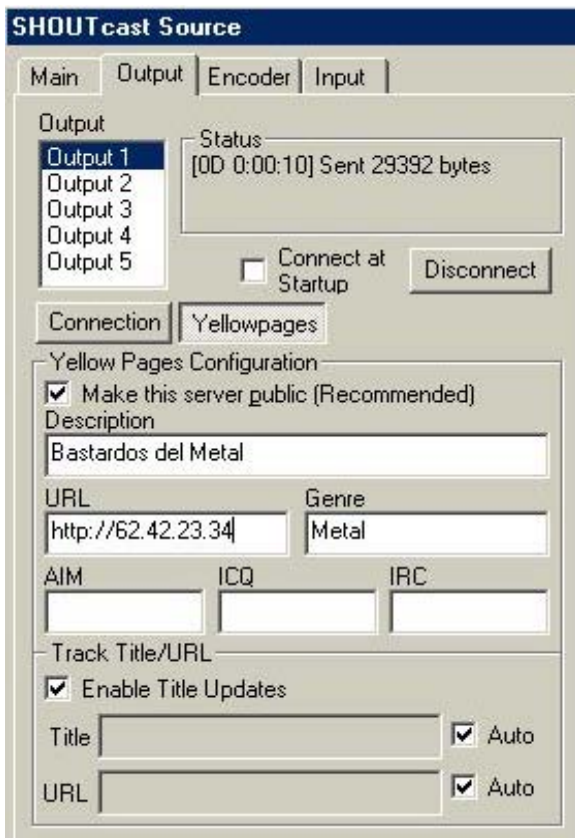 SHOUTcast Source
Main Output Encoder Input
Output
Output 1
Output 2
Output 3
Output 4
Output 5
Status
[0D 0:00:10] Sent 29392 bytes
Connect at
Startup
Disconnect
Connection Yellowpages
Yellow Pages Configuration
Make this server public (Recommended)
Description
Bastardos del Metal
URL Genre
http://62.42.23.34 Metal
AIM ICQ IRC
Track Title/URL
Enable Title Updates
Title Auto
URL Auto